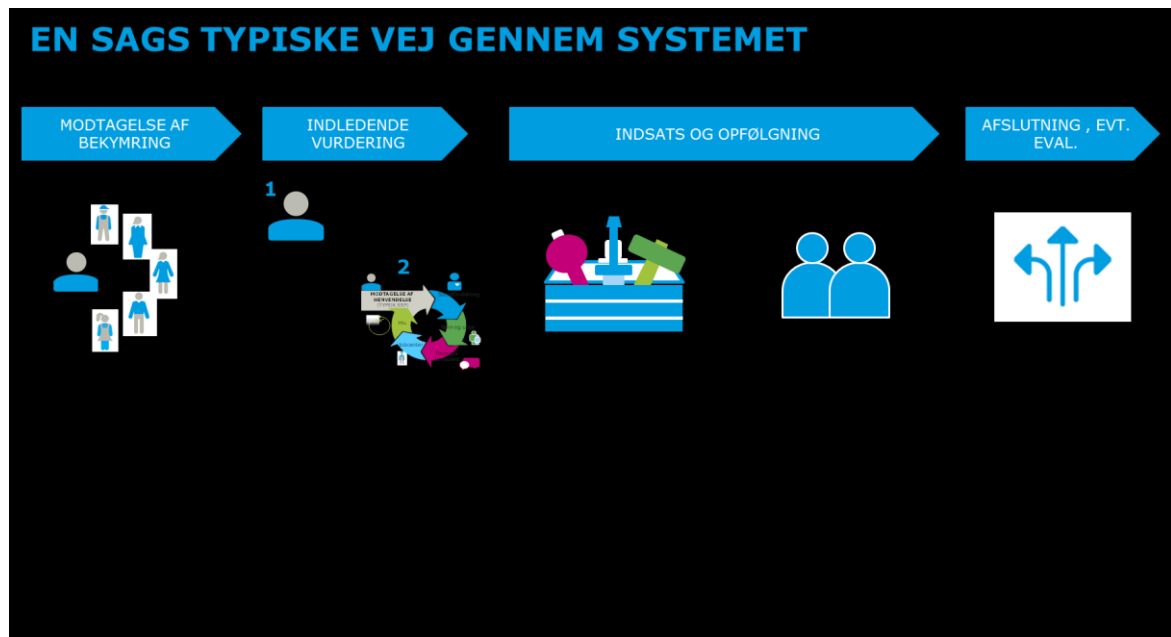 EN SAGS TYPISKE VEJ GENNEM SYSTEMET
MODTAGELSE AF
BEKYMRING
INDLEDENDE
VURDERING
INDSATS OG OPFØLGNING
AFSLUTNING , EVT.
EVAL.
1
2
MODTAGELSE AF
HENVENDELSE